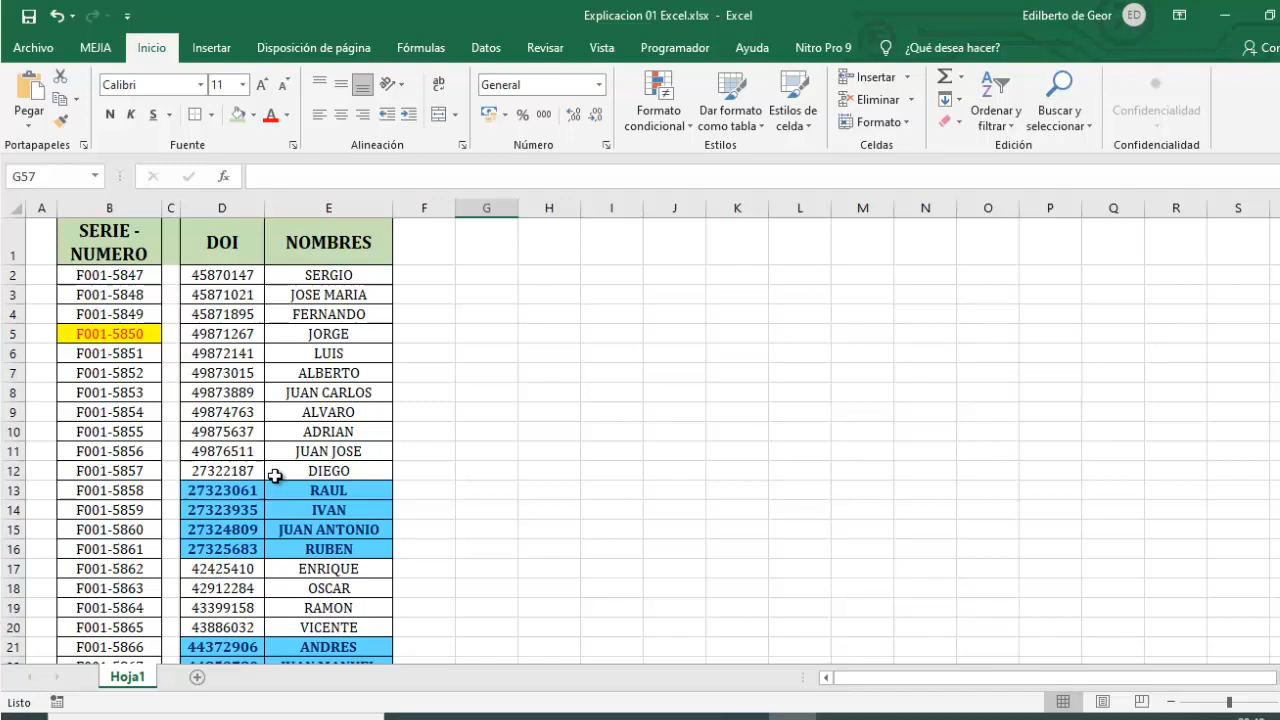 Explicacion 01 Excel.xlsx - Excel
Edilberto de Geor
ED
Archivo MEJIA Inicio Insertar Disposición de página Fórmulas Datos Revisar Vista Programador Ayuda Nitro Pro 9 ¿Qué desea hacer?
Pegar
Portapapeles
Calibri 11
N K S
Fuente
Alineación
General
% 000
Número
Formato condicional
Dar formato como tabla
Estilos de celda
Estilos
Insertar
Eliminar
Formato
Celdas
Ordenar y filtrar
Buscar y seleccionar
Edición
Confidencialidad
Confidencialidad
G57
fx
A B C D E F G H I J K L M N O P Q R S
1 SERIE - NUMERO DOI NOMBRES
2 F001-5847 45870147 SERGIO
3 F001-5848 45871021 JOSE MARIA
4 F001-5849 45871895 FERNANDO
5 F001-5850 49871267 JORGE
6 F001-5851 49872141 LUIS
7 F001-5852 49873015 ALBERTO
8 F001-5853 49873889 JUAN CARLOS
9 F001-5854 49874763 ALVARO
10 F001-5855 49875637 ADRIAN
11 F001-5856 49876511 JUAN JOSE
12 F001-5857 27322187 DIEGO
13 F001-5858 27323061 RAUL
14 F001-5859 27323935 IVAN
15 F001-5860 27324809 JUAN ANTONIO
16 F001-5861 27325683 RUBEN
17 F001-5862 42425410 ENRIQUE
18 F001-5863 42912284 OSCAR
19 F001-5864 43399158 RAMON
20 F001-5865 43886032 VICENTE
21 F001-5866 44372906 ANDRES
Hoja1
Listo